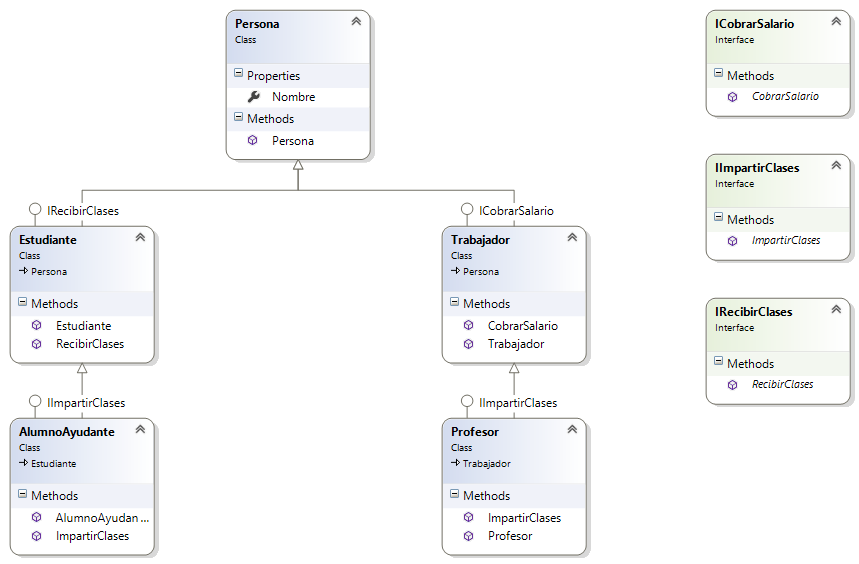 Persona
Class
Properties
Nombre
Methods
Persona
IRecibirClases
Estudiante
Class
Persona
Methods
Estudiante
RecibirClases
ICobrarSalario
Trabajador
Class
Persona
Methods
CobrarSalario
Trabajador
IImpartirClases
AlumnoAyudante
Class
Estudiante
Methods
AlumnoAyudan...
ImpartirClases
IImpartirClases
Profesor
Class
Trabajador
Methods
ImpartirClases
Profesor
ICobrarSalario
Interface
Methods
CobrarSalario
IImpartirClases
Interface
Methods
ImpartirClases
IRecibirClases
Interface
Methods
RecibirClases